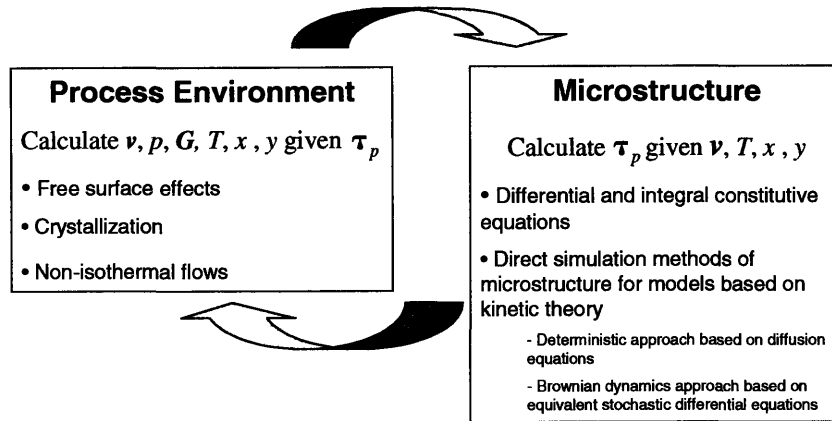 Process Environment
Calculate v, p, G, T, x , y given τp
• Free surface effects
• Crystallization
• Non-isothermal flows
Microstructure
Calculate τp given v, T, x , y
• Differential and integral constitutive
equations
• Direct simulation methods of
microstructure for models based on
kinetic theory
- Deterministic approach based on diffusion
equations
- Brownian dynamics approach based on
equivalent stochastic differential equations